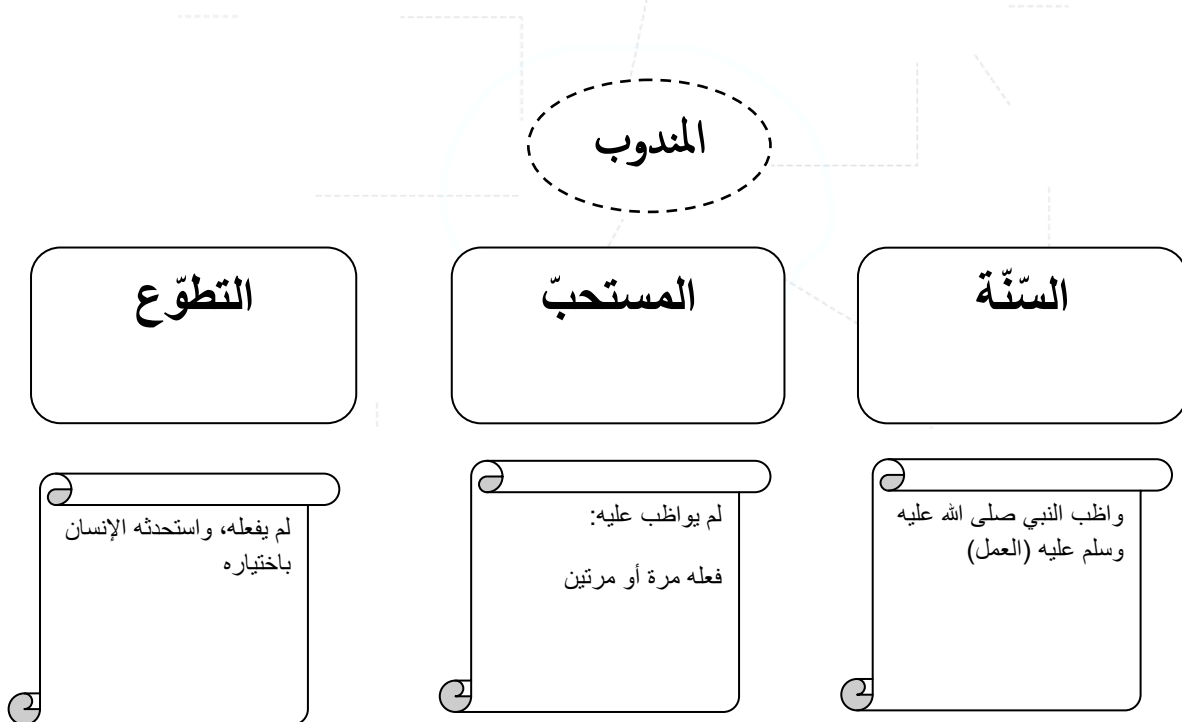 المندوب
السّنّة
المستحبّ
التطوّع
واظب النبي صلى الله عليه
وسلم عليه (العمل)
لم يواظب عليه:
فعله مرة أو مرتين
لم يفعله، واستحدثه الإنسان
باختياره